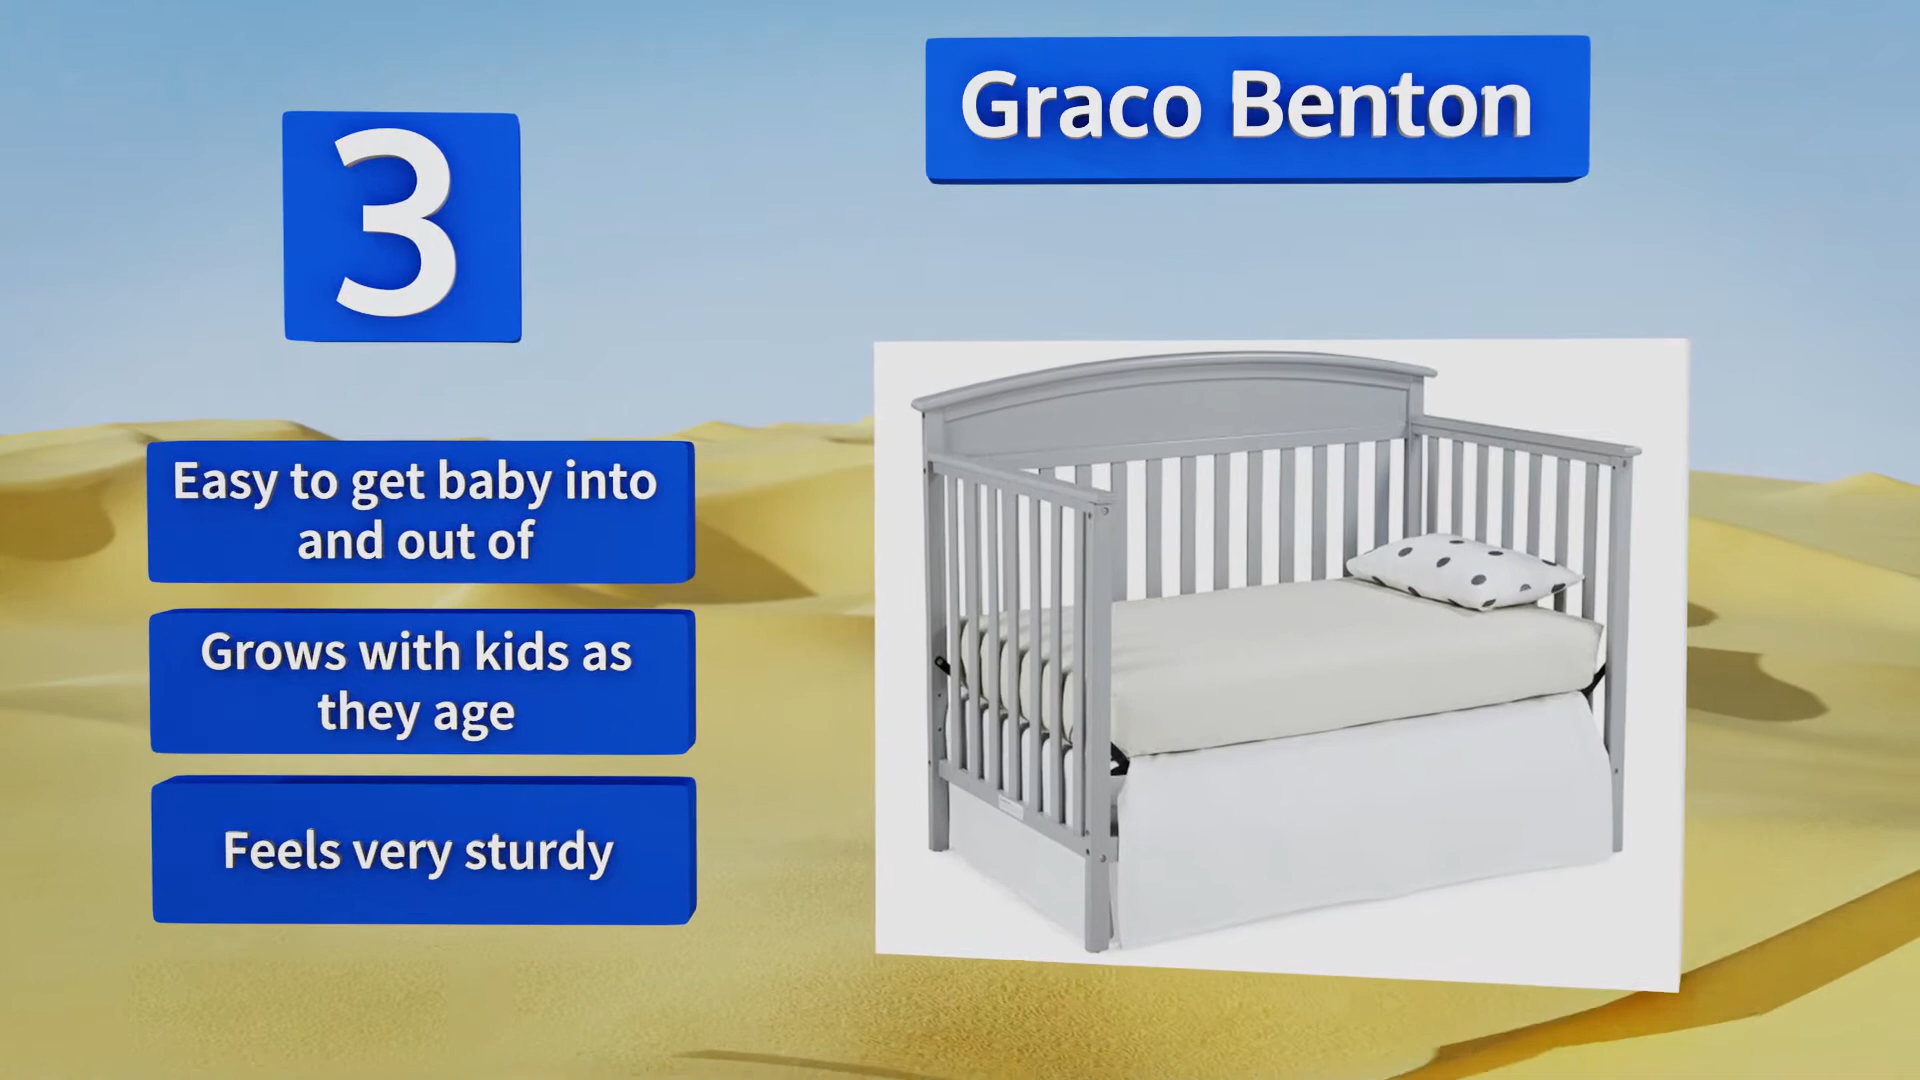 3
Graco Benton
Easy to get baby into
and out of
Grows with kids as
they age
Feels very sturdy